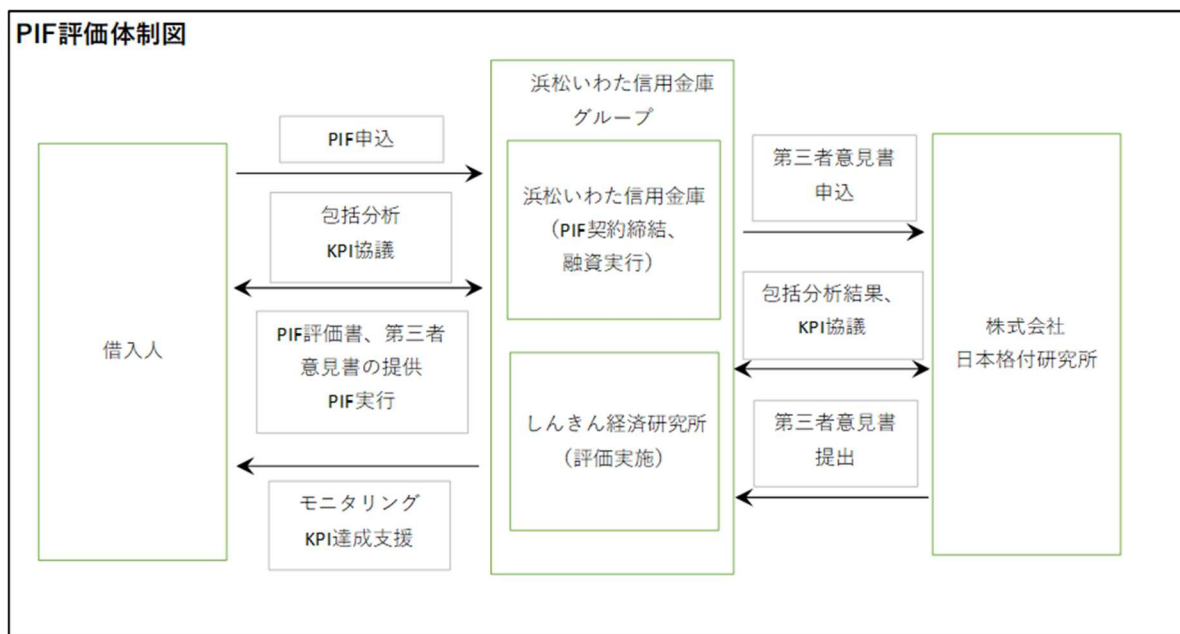 PIF評価体制図
PIF申込
包括分析
KPI協議
借入人
PIF評価書、第三者
意見書の提供
PIF実行
モニタリング
KPI達成支援
浜松いわた信用金庫
グループ
浜松いわた信用金庫
（PIF契約締結、
融資実行）
しんきん経済研究所
（評価実施）
第三者意見書
申込
包括分析結果、
KPI協議
第三者意見書
提出
株式会社
日本格付研究所